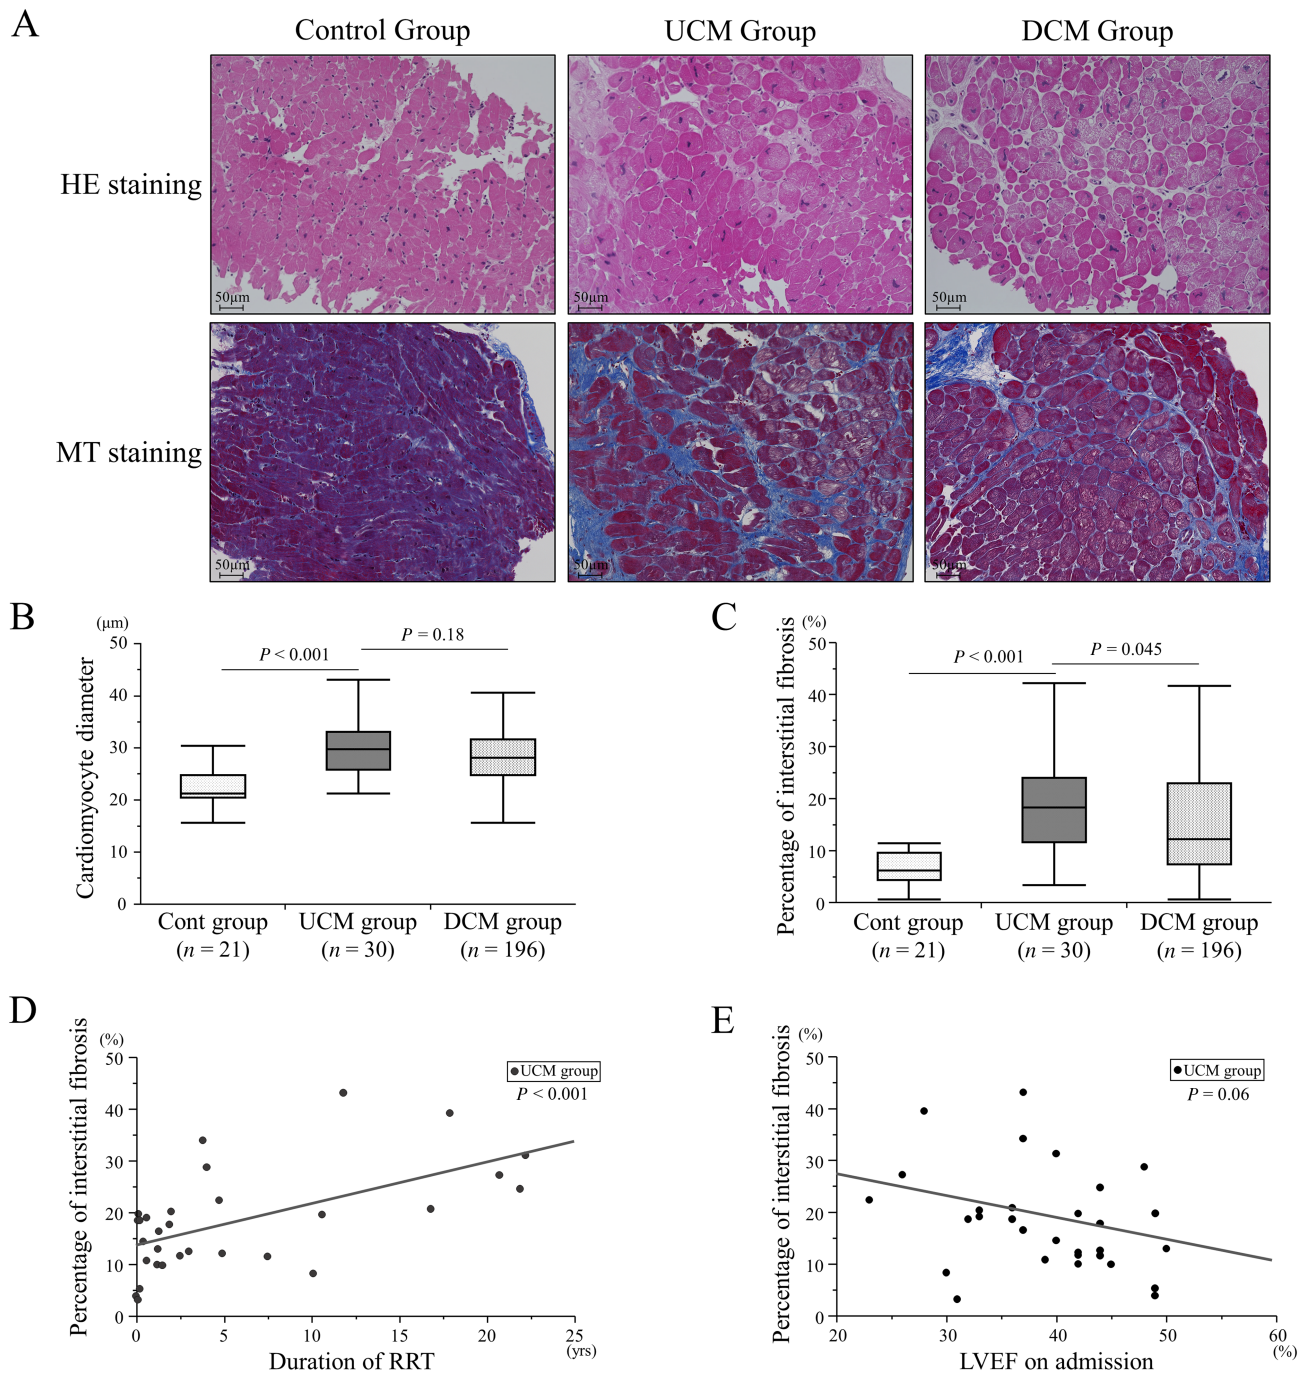 A
Control Group
UCM Group
DCM Group
HE staining
50μm
50μm
50μm
MT staining
50μm
50μm
50μm
B
(μm)
Cardiomyocyte diameter
50
40
30
20
10
0
P < 0.001
P = 0.18
Cont group
(n = 21)
UCM group
(n = 30)
DCM group
(n = 196)
C
(%)
Percentage of interstitial fibrosis
50
40
30
20
10
0
P < 0.001
P = 0.045
Cont group
(n = 21)
UCM group
(n = 30)
DCM group
(n = 196)
D
(%)
Percentage of interstitial fibrosis
50
40
30
20
10
0
UCM group
P < 0.001
0
5
10
15
20
25
(yrs)
Duration of RRT
E
(%)
Percentage of interstitial fibrosis
50
40
30
20
10
0
UCM group
P = 0.06
20
30
40
50
60
(%)
LVEF on admission